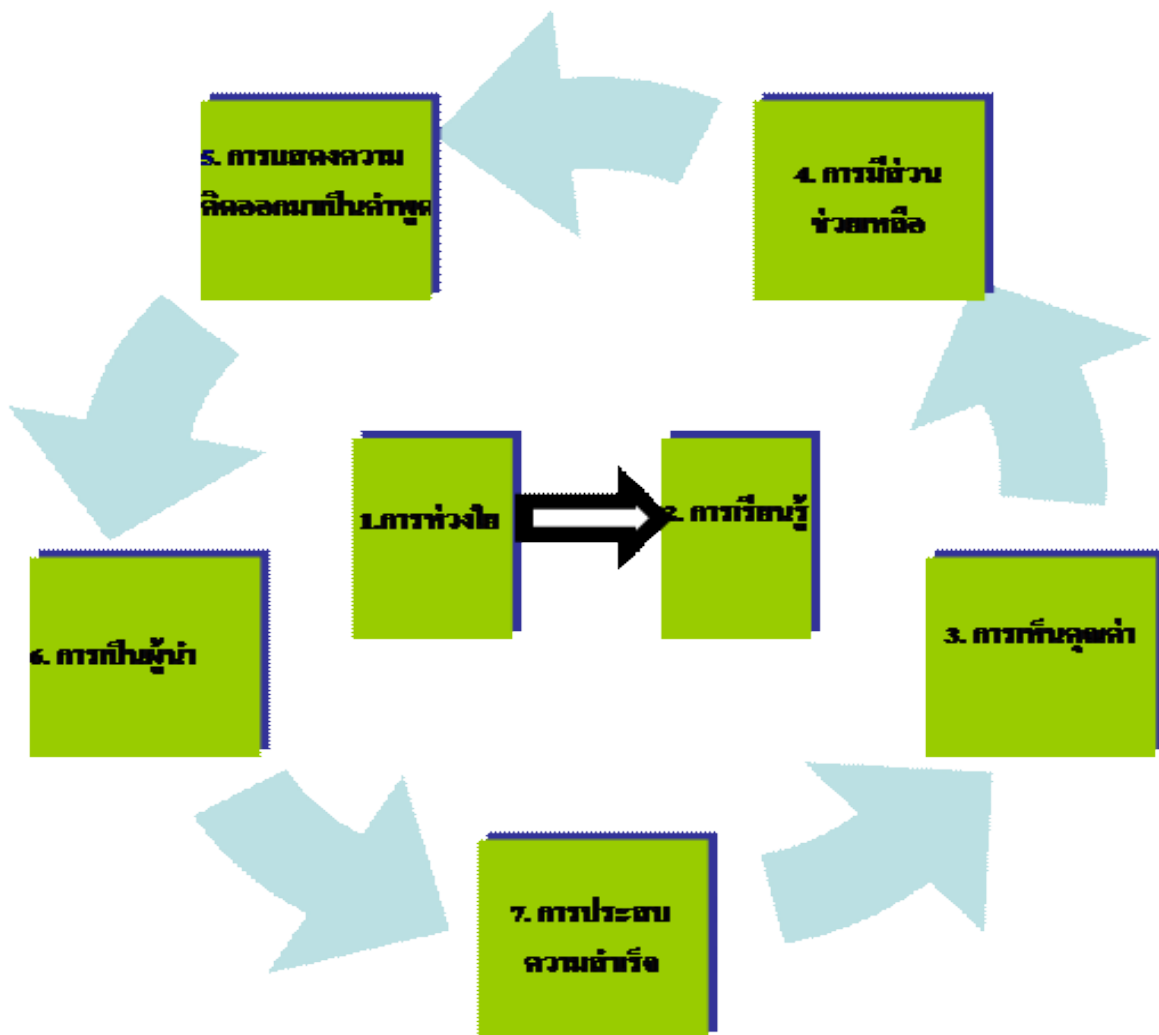 1.การห่วงใย
2. การเรียนรู้
3. การเห็นคุณค่า
4. การมีส่วน
ช่วยเหลือ
5. การแสดงความ
คิดออกมาเป็นคำพูด
6. การเป็นผู้นำ
7. การประสบ
ความสำเร็จ